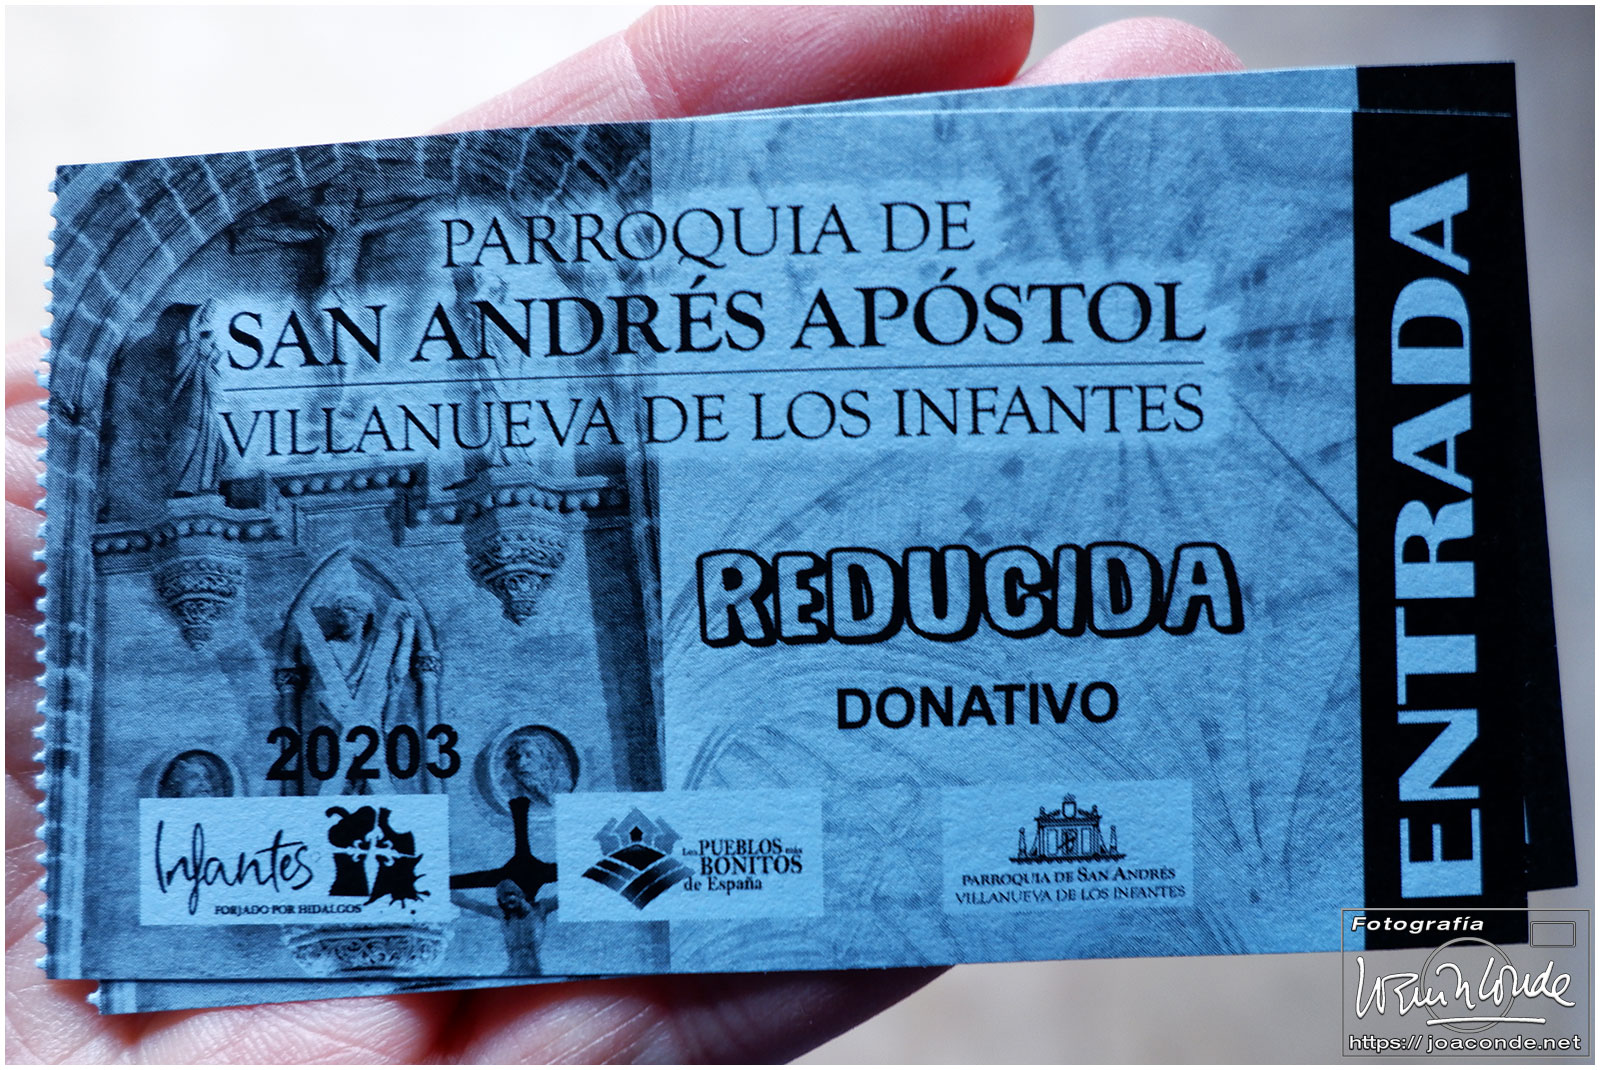 PARROQUIA DE
SAN ANDRÉS APÓSTOL
VILLANUEVA DE LOS INFANTES
REDUCIDA
DONATIVO
20203
Infantes
FORJADO POR HIDALGOS
Los PUEBLOS más
BONITOS
de España
PARROQUIA DE SAN ANDRÉS
VILLANUEVA DE LOS INFANTES
ENTRADA
Fotografía
https://joaconde.net